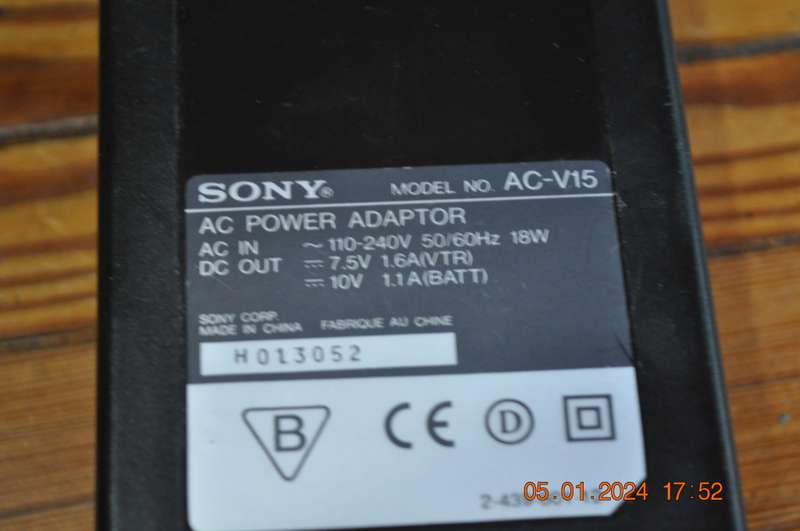 SONY® MODEL NO. AC-V15
AC POWER ADAPTOR
AC IN ~ 110-240V 50/60Hz 18W
DC OUT ⎓ 7.5V 1.6A(VTR)
⎓ 10V 1.1A(BATT)
SONY CORP.
MADE IN CHINA FABRIQUE AU CHINE
H013052
B CE D
05.01.2024 17:52